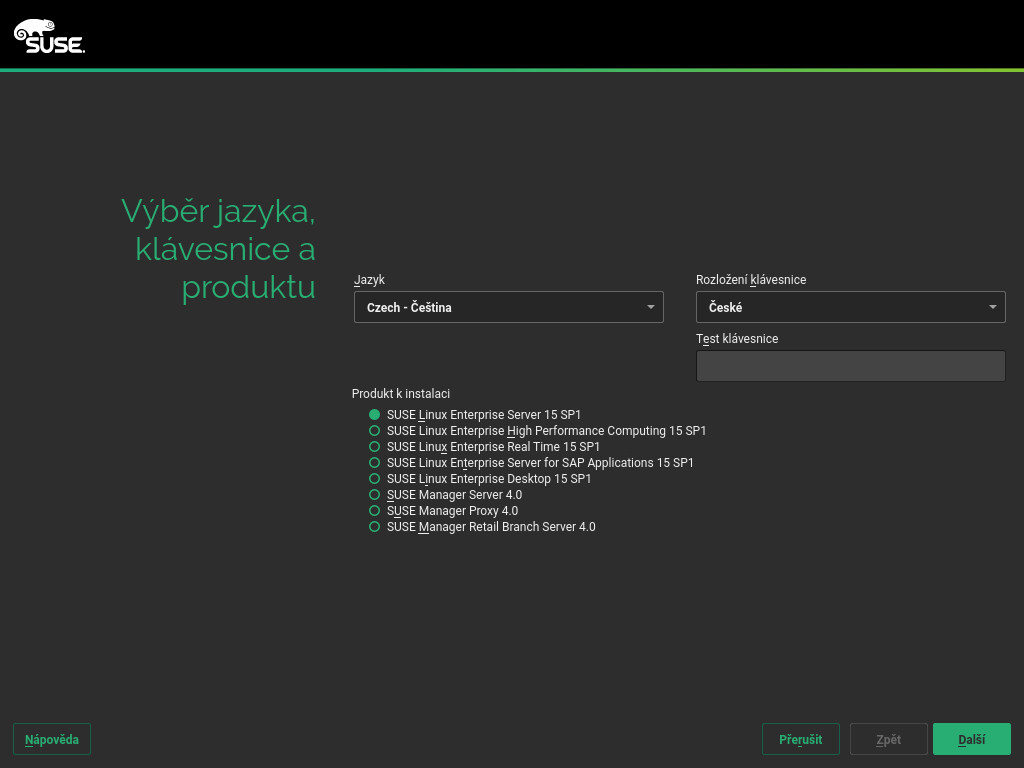 SUSE
Výběr jazyka,
klávesnice a
produktu
Jazyk
Czech - Čeština
Rozložení klávesnice
České
Test klávesnice
Produkt k instalaci
SUSE Linux Enterprise Server 15 SP1
SUSE Linux Enterprise High Performance Computing 15 SP1
SUSE Linux Enterprise Real Time 15 SP1
SUSE Linux Enterprise Server for SAP Applications 15 SP1
SUSE Linux Enterprise Desktop 15 SP1
SUSE Manager Server 4.0
SUSE Manager Proxy 4.0
SUSE Manager Retail Branch Server 4.0
Nápověda
Přerušit
Zpět
Další